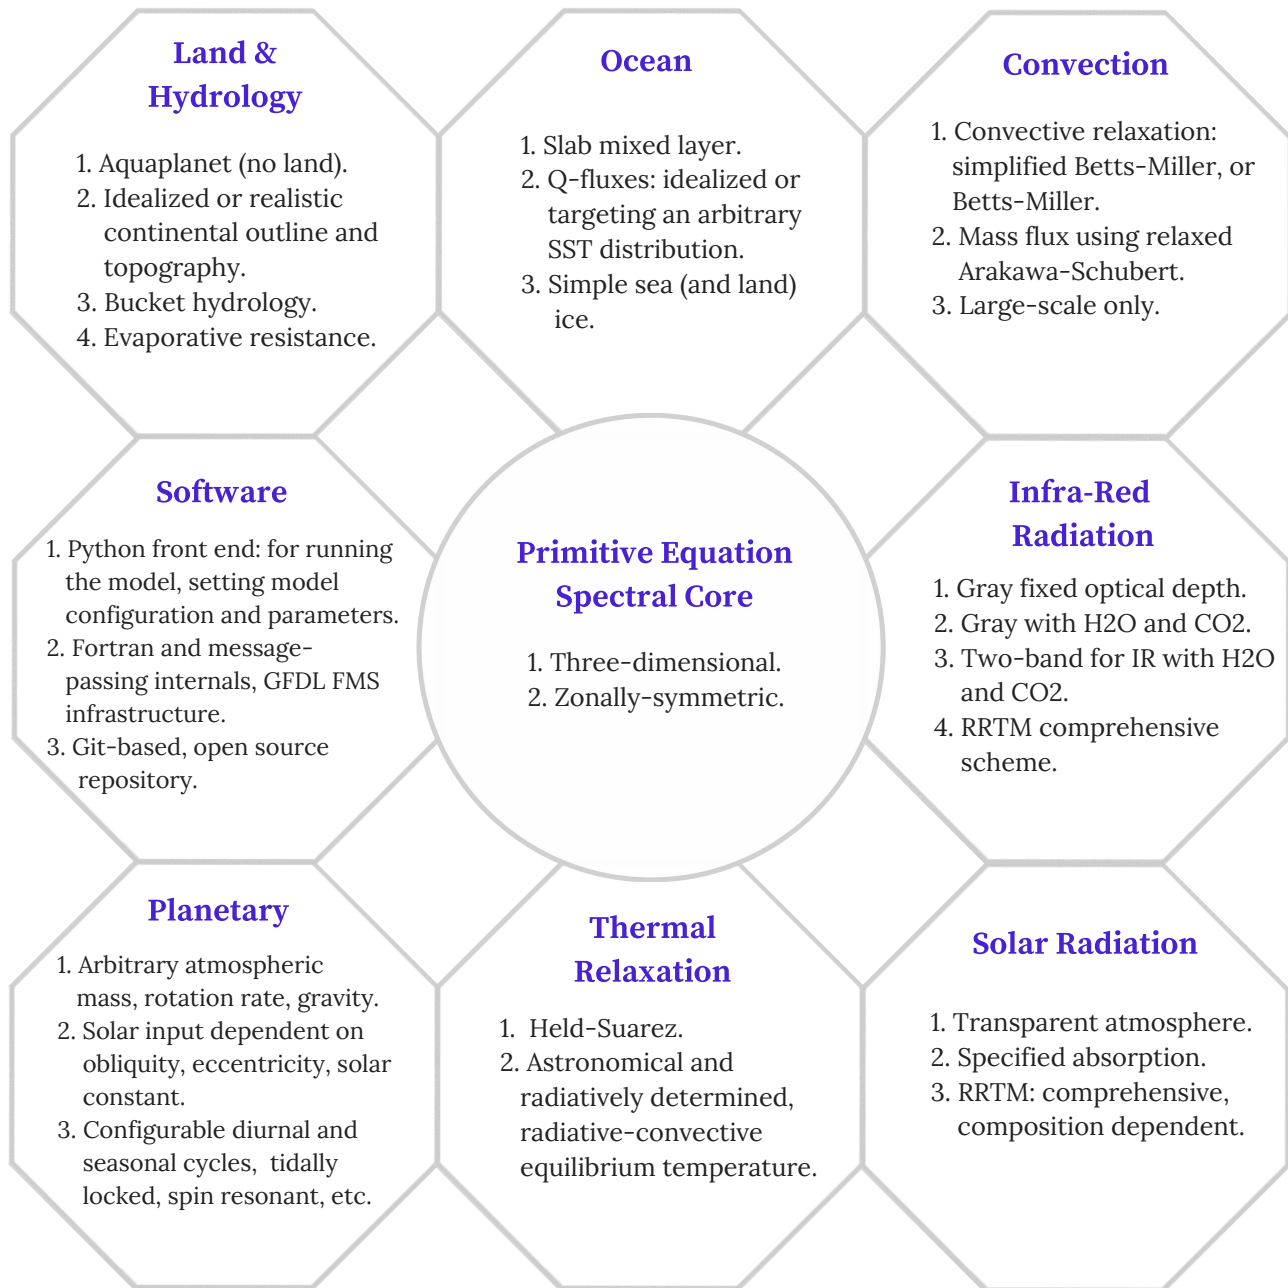 Land &
Hydrology
1. Aquaplanet (no land).
2. Idealized or realistic
continental outline and
topography.
3. Bucket hydrology.
4. Evaporative resistance.
Ocean
1. Slab mixed layer.
2. Q-fluxes: idealized or
targeting an arbitrary
SST distribution.
3. Simple sea (and land)
ice.
Convection
1. Convective relaxation:
simplified Betts-Miller, or
Betts-Miller.
2. Mass flux using relaxed
Arakawa-Schubert.
3. Large-scale only.
Software
1. Python front end: for running
the model, setting model
configuration and parameters.
2. Fortran and message-
passing internals, GFDL FMS
infrastructure.
3. Git-based, open source
repository.
Primitive Equation
Spectral Core
1. Three-dimensional.
2. Zonally-symmetric.
Infra-Red
Radiation
1. Gray fixed optical depth.
2. Gray with H2O and CO2.
3. Two-band for IR with H2O
and CO2.
4. RRTM comprehensive
scheme.
Planetary
1. Arbitrary atmospheric
mass, rotation rate, gravity.
2. Solar input dependent on
obliquity, eccentricity, solar
constant.
3. Configurable diurnal and
seasonal cycles, tidally
locked, spin resonant, etc.
Thermal
Relaxation
1. Held-Suarez.
2. Astronomical and
radiatively determined,
radiative-convective
equilibrium temperature.
Solar Radiation
1. Transparent atmosphere.
2. Specified absorption.
3. RRTM: comprehensive,
composition dependent.